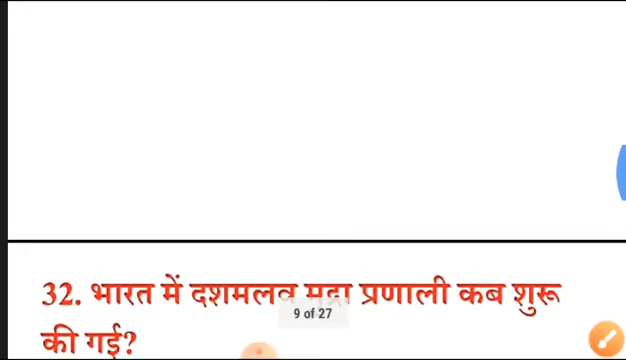 32. भारत में दशमलव मुद्रा प्रणाली कब शुरू
9 of 27
की गई?